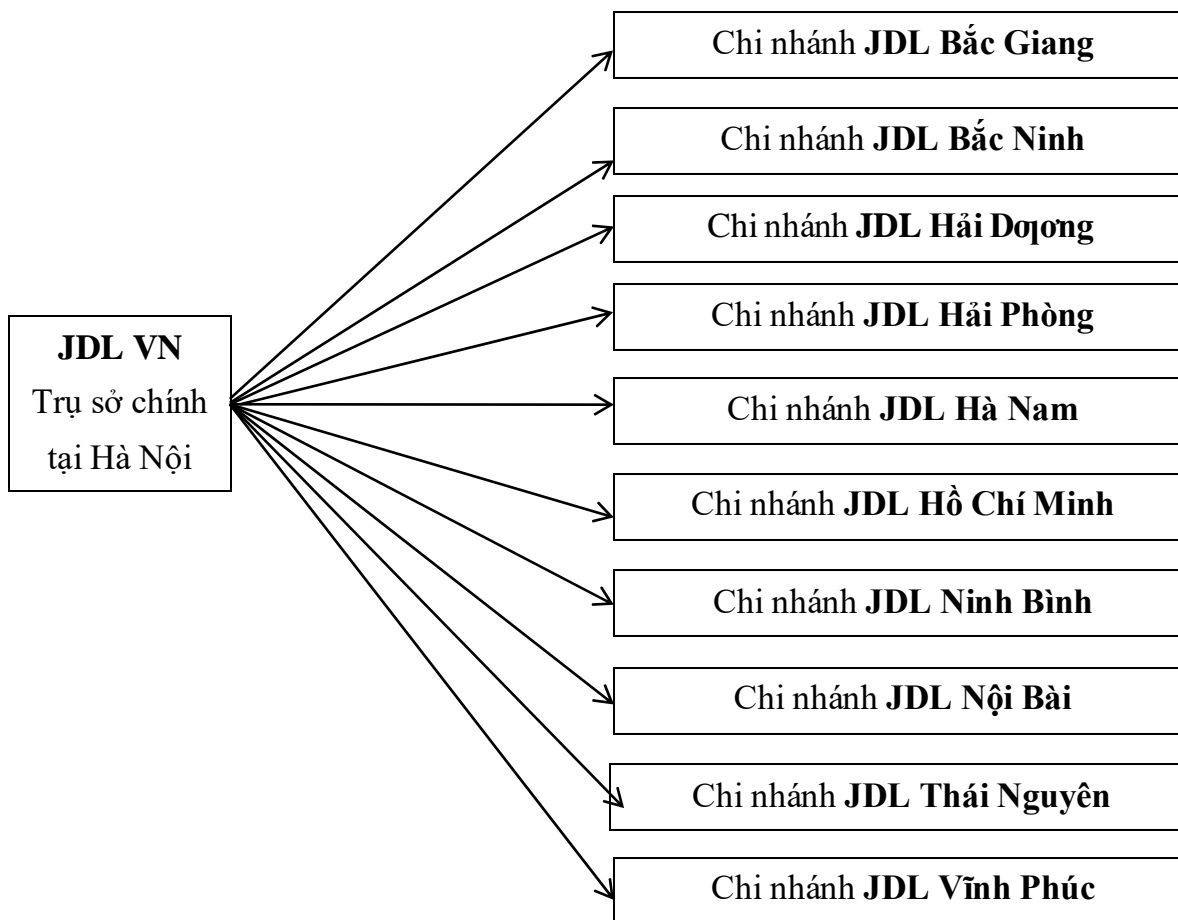 Chi nhánh JDL Bắc Giang
Chi nhánh JDL Bắc Ninh
Chi nhánh JDL Hải Dƣơng
Chi nhánh JDL Hải Phòng
JDL VN
Trụ sở chính
tại Hà Nội
Chi nhánh JDL Hà Nam
Chi nhánh JDL Hồ Chí Minh
Chi nhánh JDL Ninh Bình
Chi nhánh JDL Nội Bài
Chi nhánh JDL Thái Nguyên
Chi nhánh JDL Vĩnh Phúc